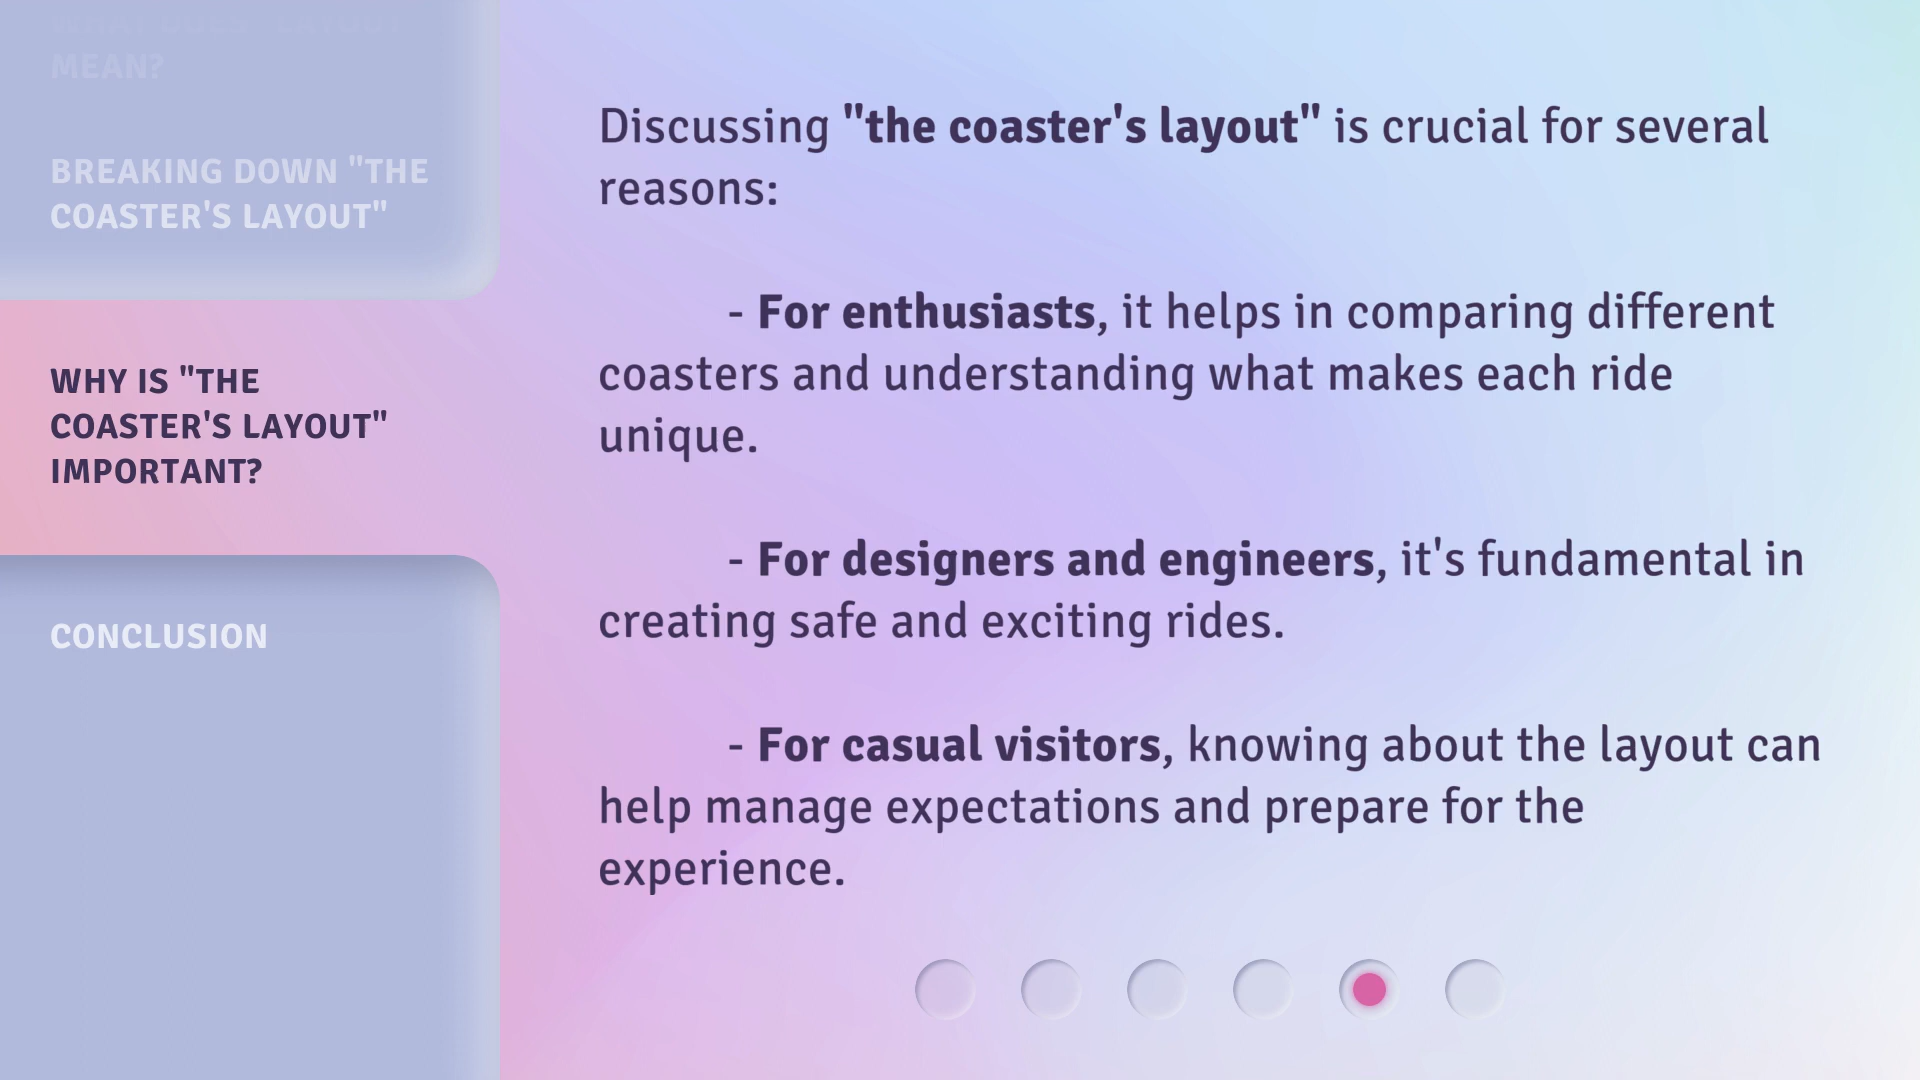 MEAN?
BREAKING DOWN "THE
COASTER'S LAYOUT"
WHY IS "THE
COASTER'S LAYOUT"
IMPORTANT?
CONCLUSION
Discussing "the coaster's layout" is crucial for several
reasons:
- For enthusiasts, it helps in comparing different
coasters and understanding what makes each ride
unique.
- For designers and engineers, it's fundamental in
creating safe and exciting rides.
- For casual visitors, knowing about the layout can
help manage expectations and prepare for the
experience.